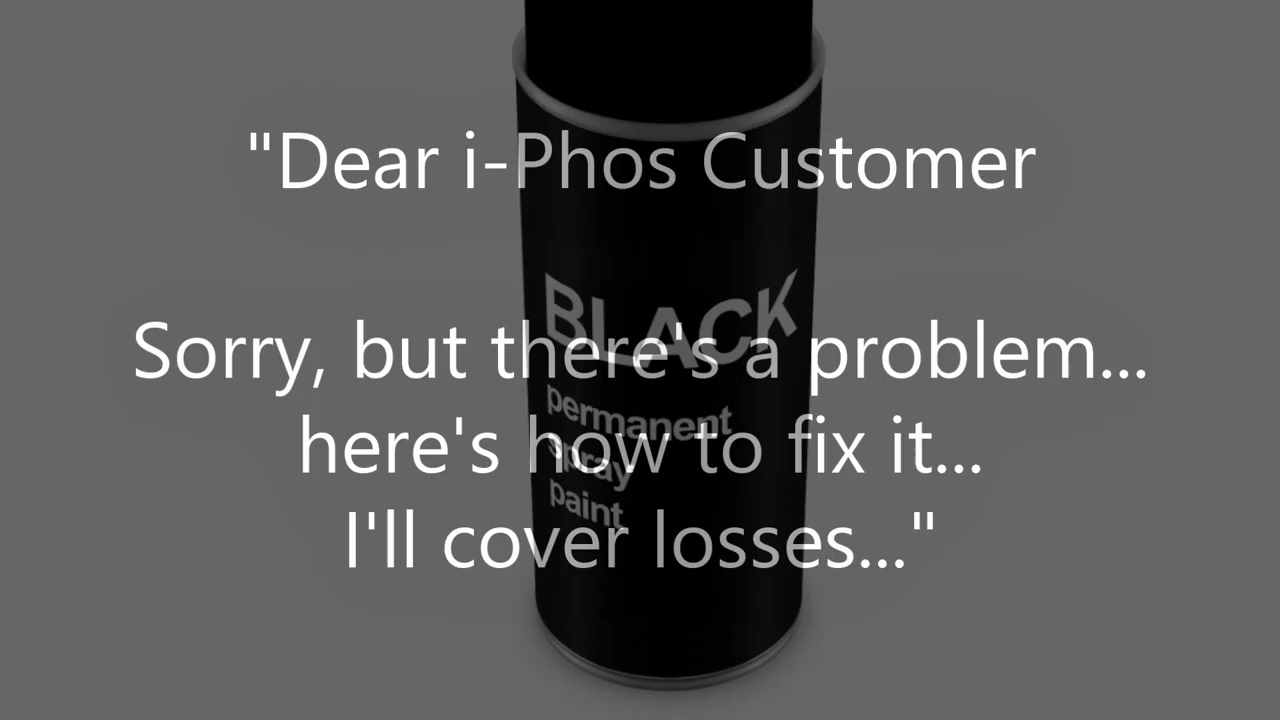 "Dear i-Phos Customer
BLACK
Sorry, but there's a problem...
permanent
here's how to fix it...
spray
paint
I'll cover losses..."